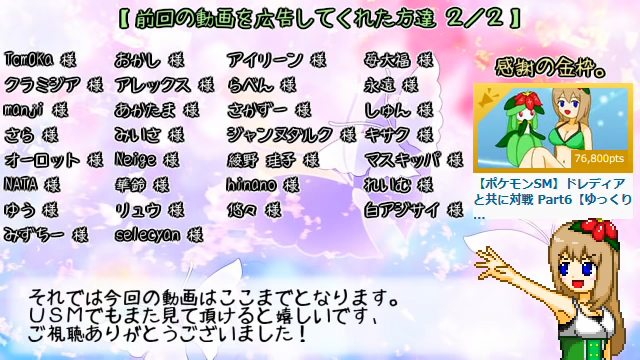 【 前回の動画を広告してくれた方達 2／2 】
TomOKa 様 おかし 様 アイリーン 様 母大福 様
クラミジア 様 アレックス 様 らべん 様 永遠 様
manji 様 あかたま 様 さかずー 様 しゅん 様
さら 様 みいさ 様 ジャンヌダルク 様 キサク 様
オーロット 様 Neige 様 綾野 珪子 様 マスキッパ 様
NATA 様 華鈴 様 hinano 様 れいむ 様
ゆう 様 リュウ 様 悠々 様 白アジサイ 様
みずちー 様 selecyan 様
感謝の金枠。
76,800pts
【ポケモンSM】ドレディア
と共に対戦 Part6【ゆっくり
...
それでは今回の動画はここまでとなります。
USMでもまた見て頂けると嬉しいです、
ご視聴ありがとうございました！